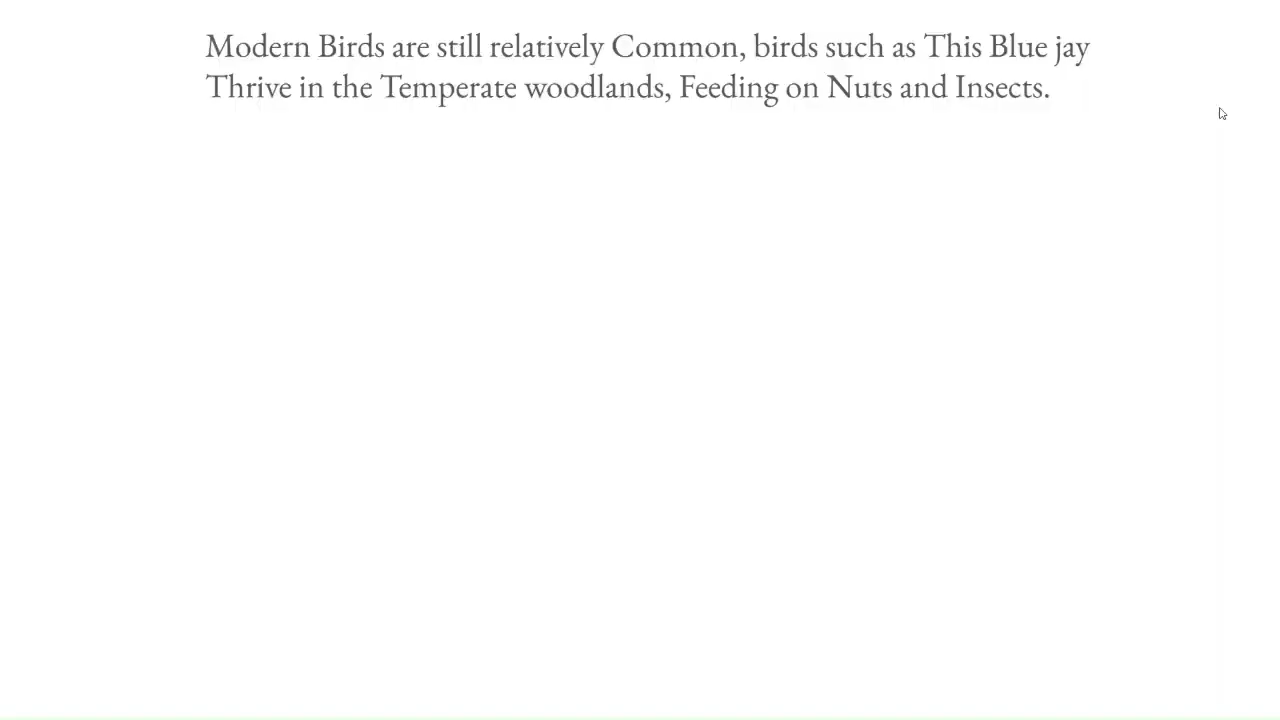 Modern Birds are still relatively Common, birds such as This Blue jay
Thrive in the Temperate woodlands, Feeding on Nuts and Insects.